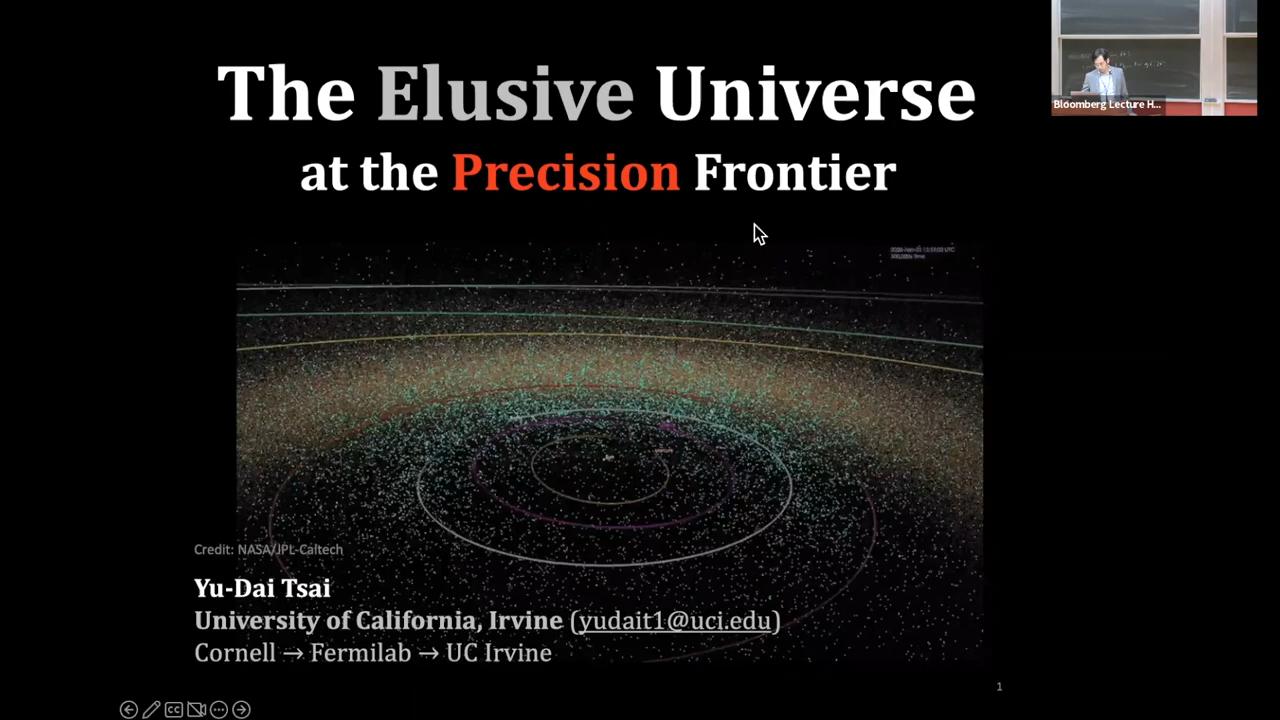 The Elusive Universe
at the Precision Frontier
Bloomberg Lecture H...
Credit: NASA/JPL-Caltech
Yu-Dai Tsai
University of California, Irvine (yudait1@uci.edu)
Cornell → Fermilab → UC Irvine
1
CC